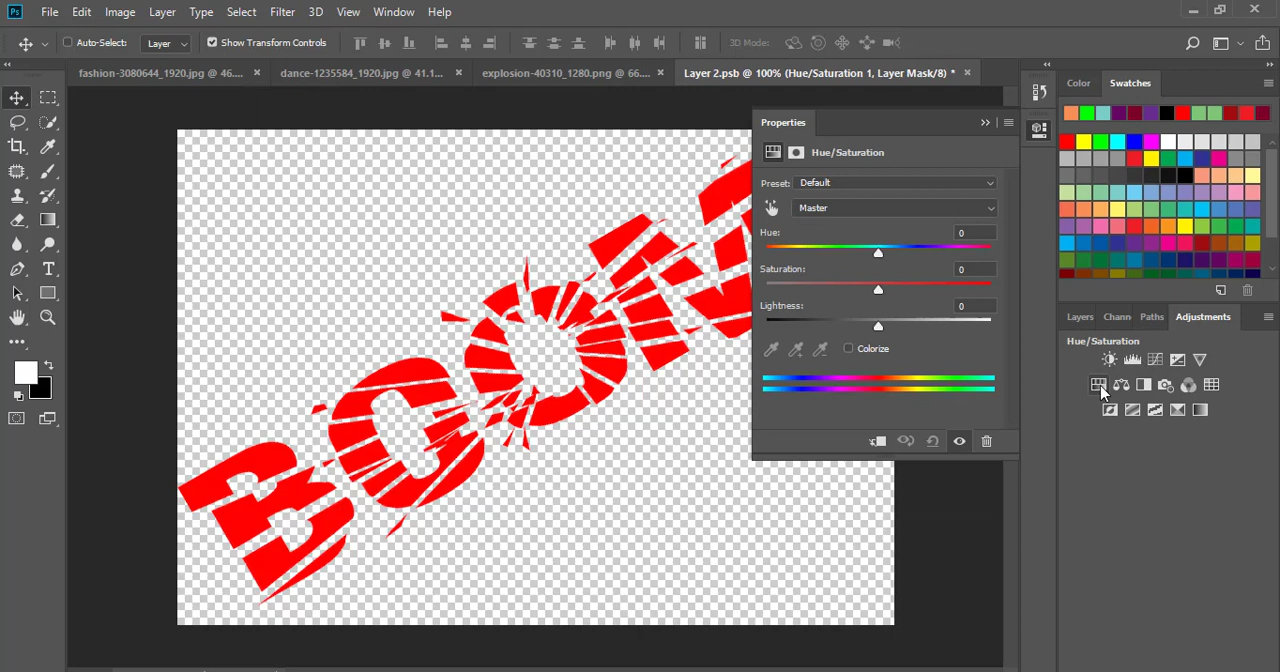 Ps File Edit Image Layer Type Select Filter 3D View Window Help
Auto-Select: Layer Show Transform Controls 3D Mode:
fashion-3080644_1920.jpg @ 46.... × dance-1235584_1920.jpg @ 41.1... × explosion-40310_1280.png @ 66.... × Layer 2.psb @ 100% (Hue/Saturation 1, Layer Mask/8) * ×
Color Swatches
Properties
Hue/Saturation
Preset: Default
Master
Hue: 0
Saturation: 0
Lightness: 0
Colorize
Layers Chann Paths Adjustments
Hue/Saturation
T
BOOM